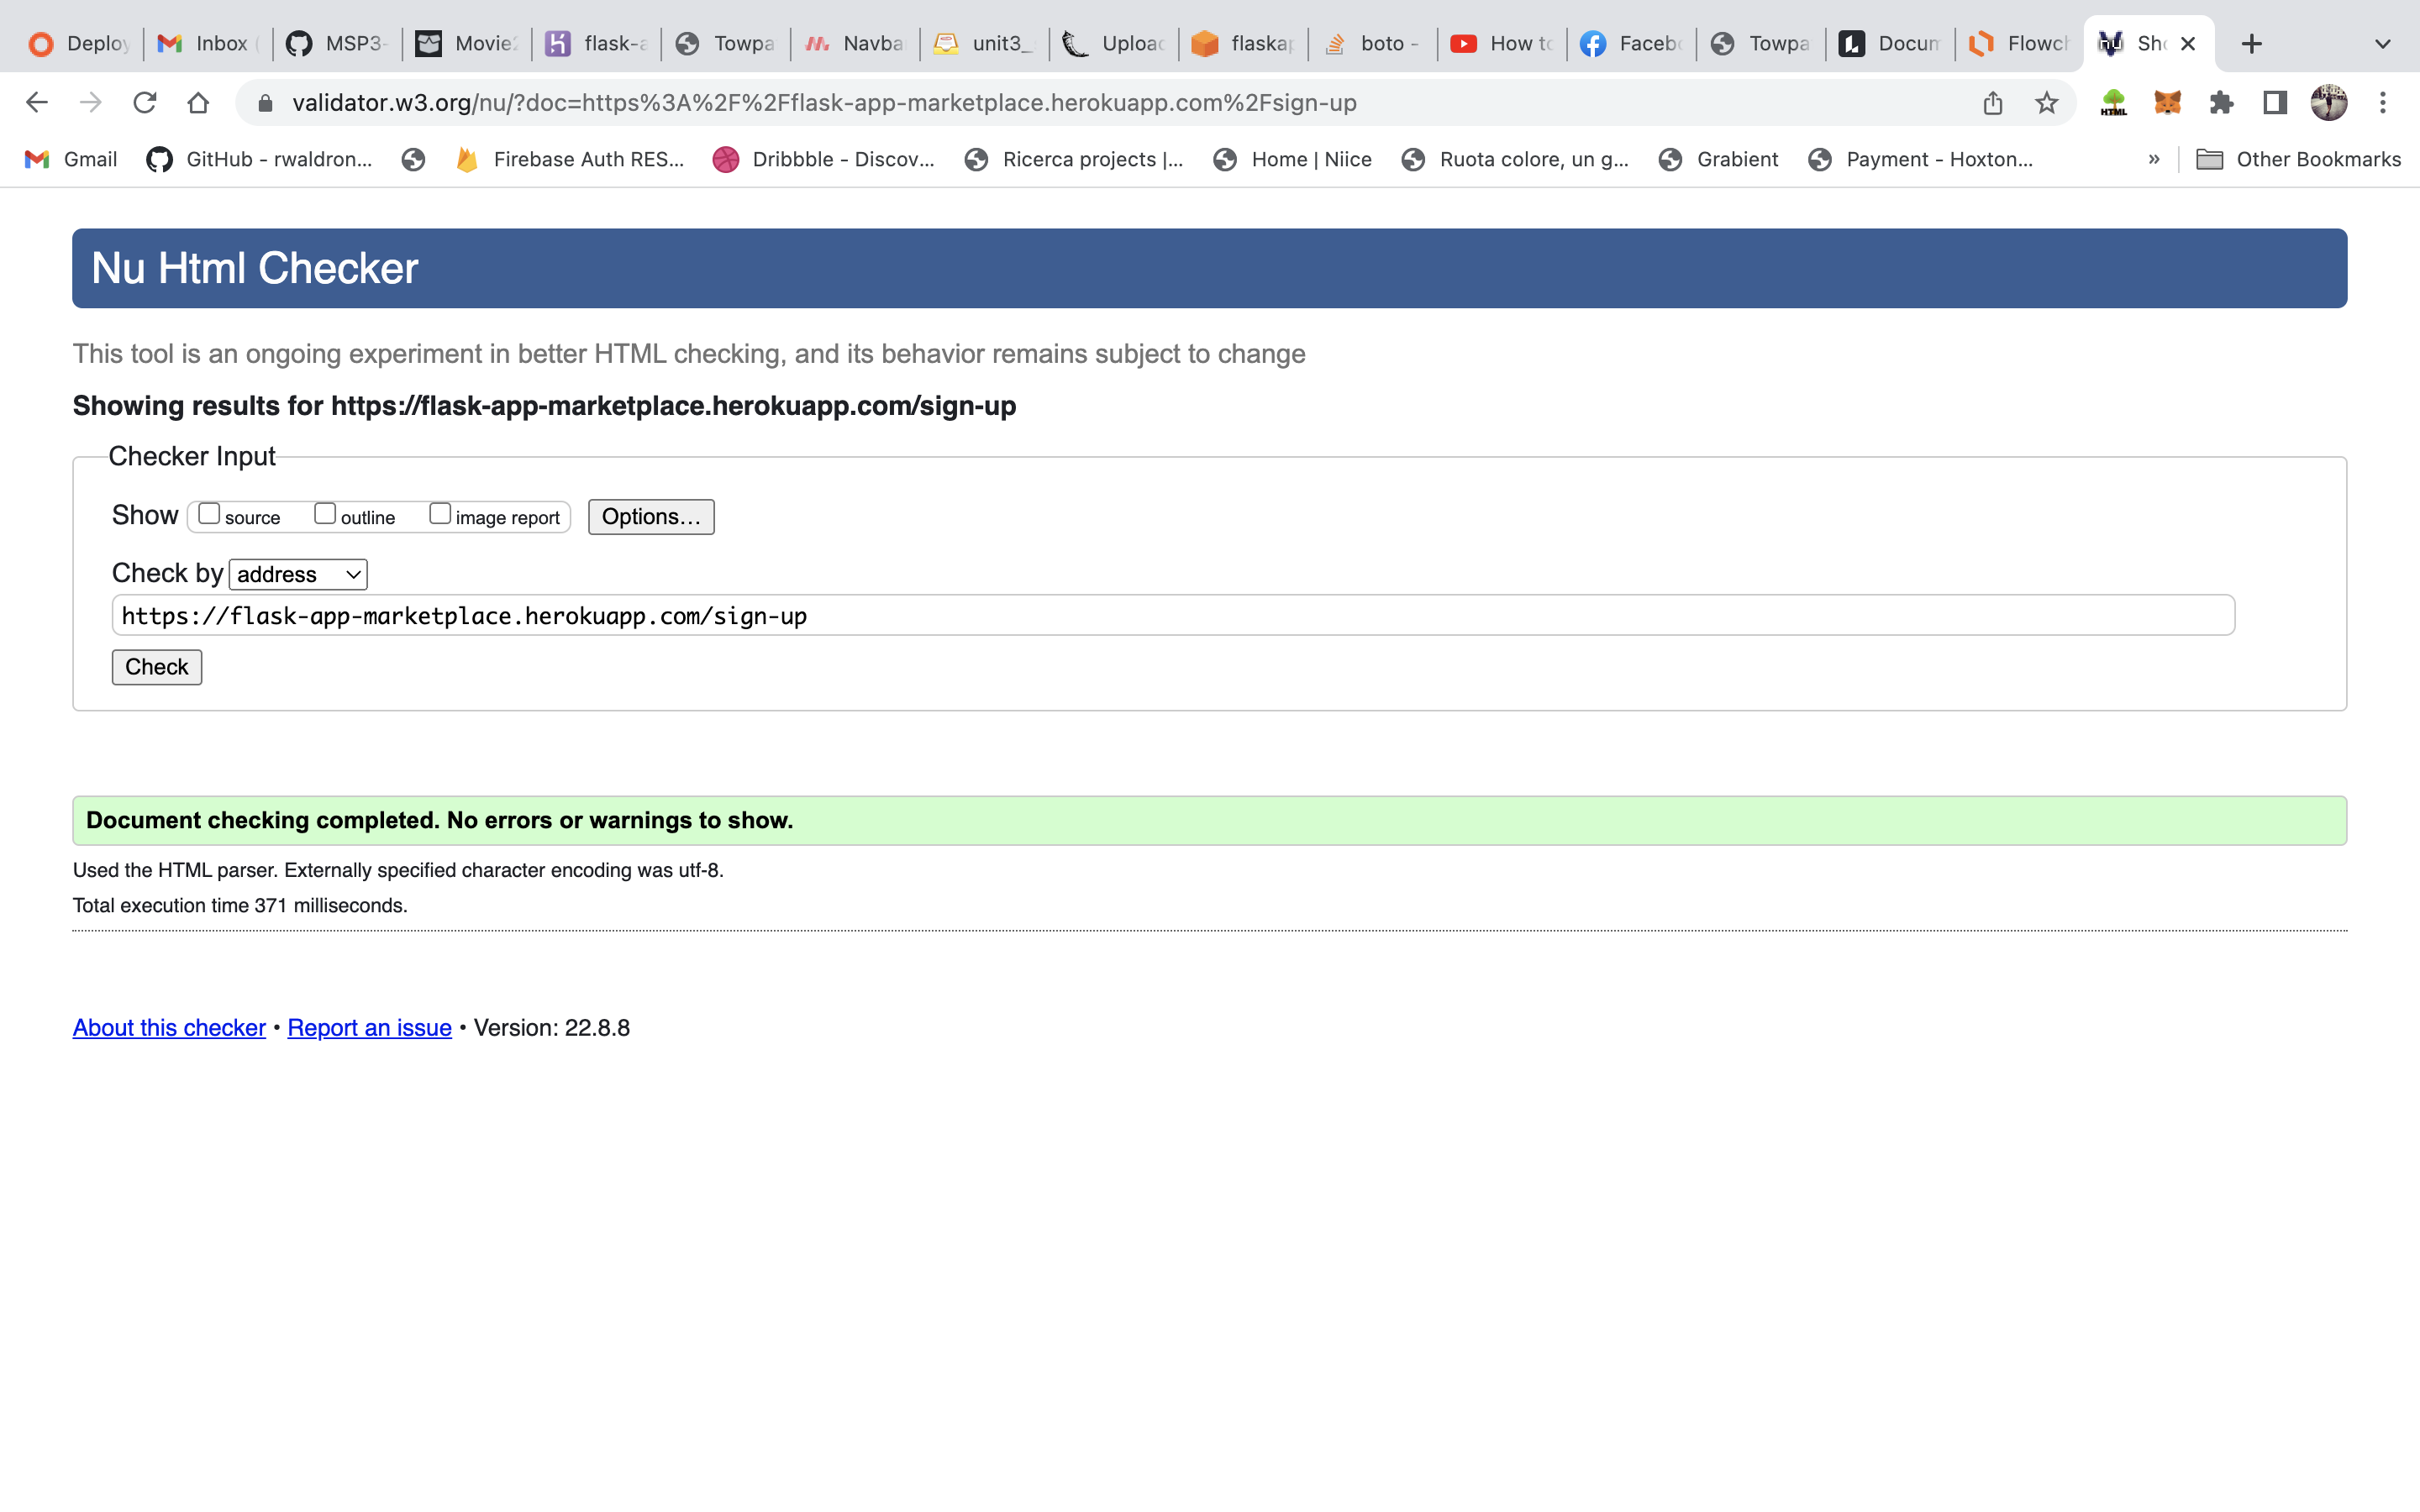 Deploy Inbox ( MSP3- Movie flask-a Towpa Navba unit3_ Upload flaskap boto - How to Facebo Towpa Docum Flowch Sho
validator.w3.org/nu/?doc=https%3A%2F%2Fflask-app-marketplace.herokuapp.com%2Fsign-up
HTML
Gmail GitHub - rwaldron... Firebase Auth RES... Dribbble - Discov... Ricerca projects |... Home | Niice Ruota colore, un g... Grabient Payment - Hoxton... » Other Bookmarks
Nu Html Checker
This tool is an ongoing experiment in better HTML checking, and its behavior remains subject to change
Showing results for https://flask-app-marketplace.herokuapp.com/sign-up
Checker Input
Show source outline image report Options...
Check by address
https://flask-app-marketplace.herokuapp.com/sign-up
Check
Document checking completed. No errors or warnings to show.
Used the HTML parser. Externally specified character encoding was utf-8.
Total execution time 371 milliseconds.
About this checker • Report an issue • Version: 22.8.8